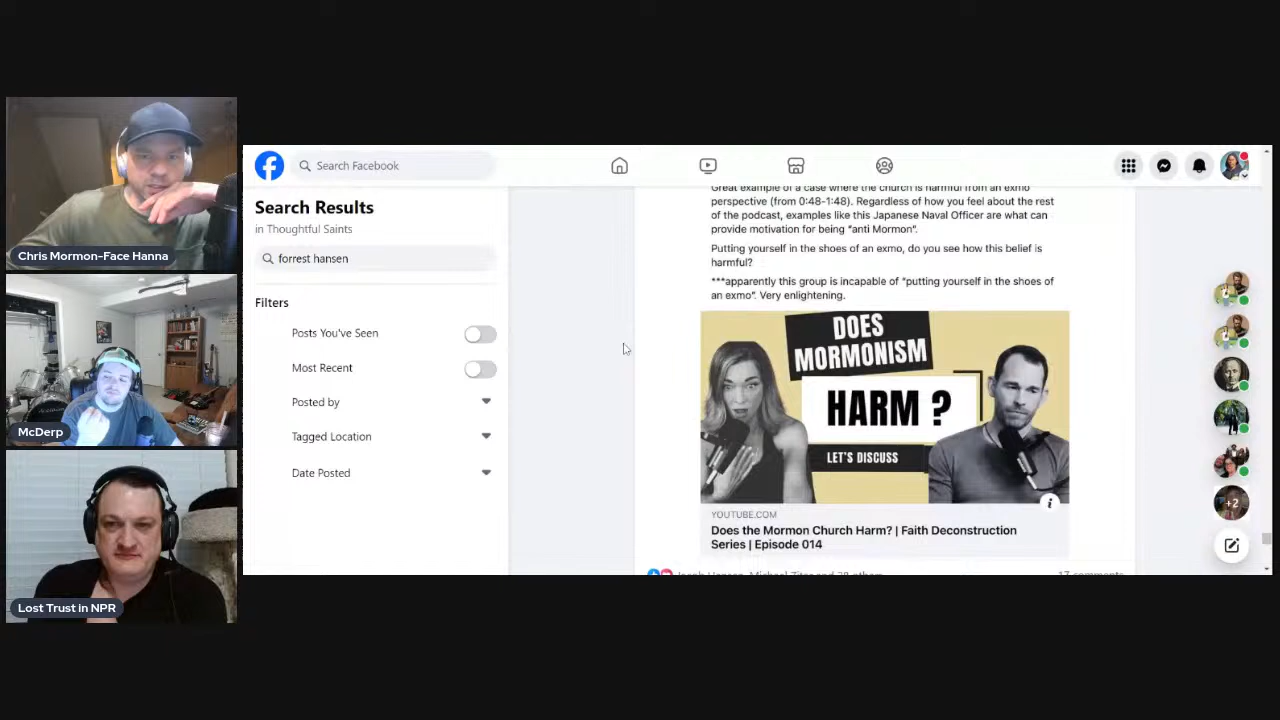 Chris Mormon-Face Hanna
McDerp
Lost Trust in NPR
Search Facebook
Search Results
in Thoughtful Saints
forrest hansen
Filters
Posts You've Seen
Most Recent
Posted by
Tagged Location
Date Posted
Great example of a case where the church is harmful from an exmo
perspective (from 0:48-1:48). Regardless of how you feel about the rest
of the podcast, examples like this Japanese Naval Officer are what can
provide motivation for being "anti Mormon".
Putting yourself in the shoes of an exmo, do you see how this belief is
harmful?
***apparently this group is incapable of "putting yourself in the shoes of
an exmo". Very enlightening.
DOES
MORMONISM
HARM ?
LET'S DISCUSS
YOUTUBE.COM
Does the Mormon Church Harm? | Faith Deconstruction
Series | Episode 014
+2